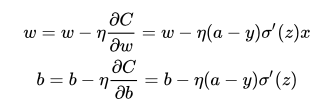 w = w − η ∂C/∂w = w − η(a − y)σ′(z)x
b = b − η ∂C/∂b = b − η(a − y)σ′(z)